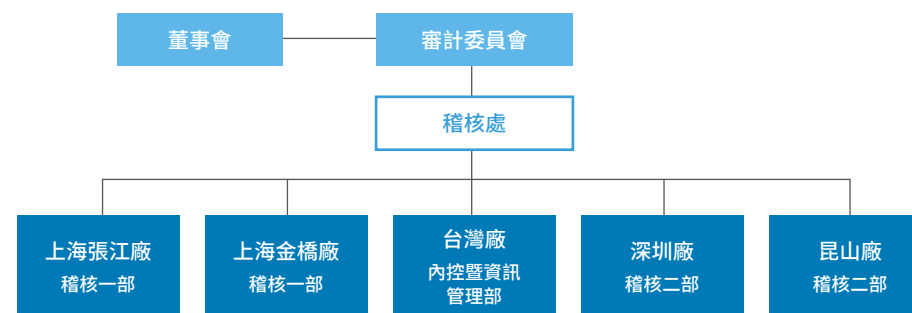 董事會
審計委員會
稽核處
上海張江廠
稽核一部
上海金橋廠
稽核一部
台灣廠
內控暨資訊
管理部
深圳廠
稽核二部
昆山廠
稽核二部